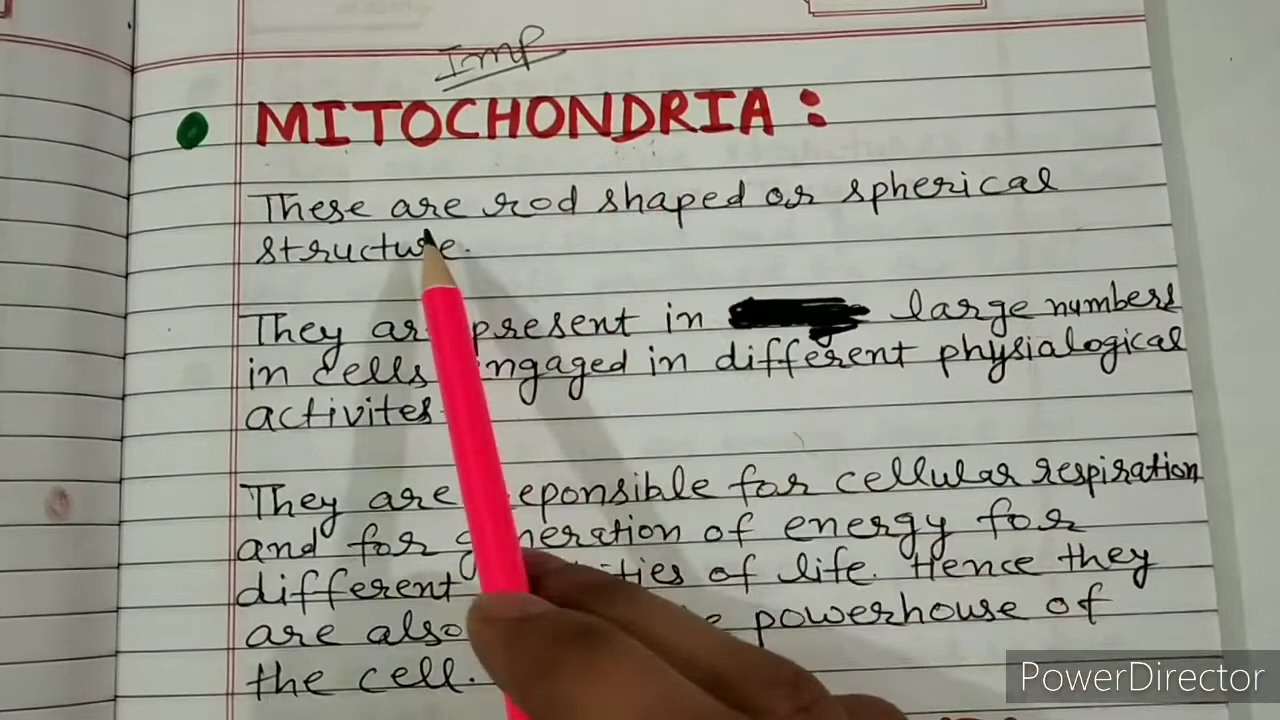 Imp
MITOCHONDRIA :
These are rod shaped or spherical
structure.
They are present in large numbers
in cells engaged in different physialogical
activites
They are reponsible for cellular respiration
and for generation of energy for
different of life. Hence they
are also powerhouse of
the cell.
PowerDirector